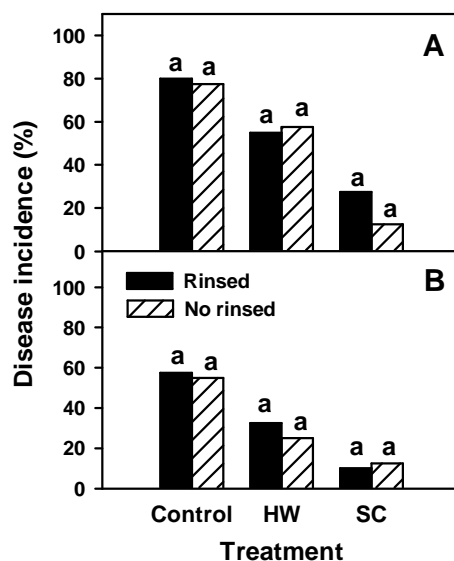 Disease incidence (%)
100
80
60
40
20
0
A
a a
a a
a
a
100
80
60
40
20
0
Rinsed
No rinsed
B
a a
a a
a a
Control HW SC
Treatment